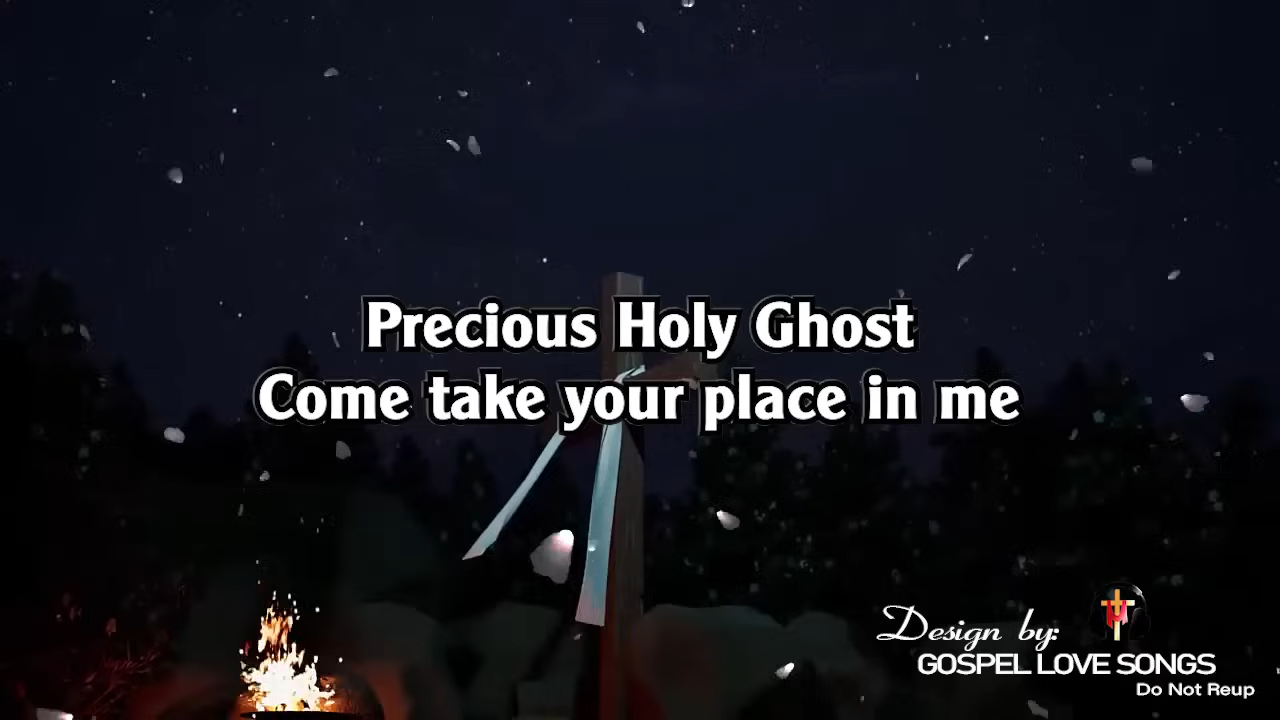 Precious Holy Ghost
Come take your place in me
Design by:
GOSPEL LOVE SONGS
Do Not Reup